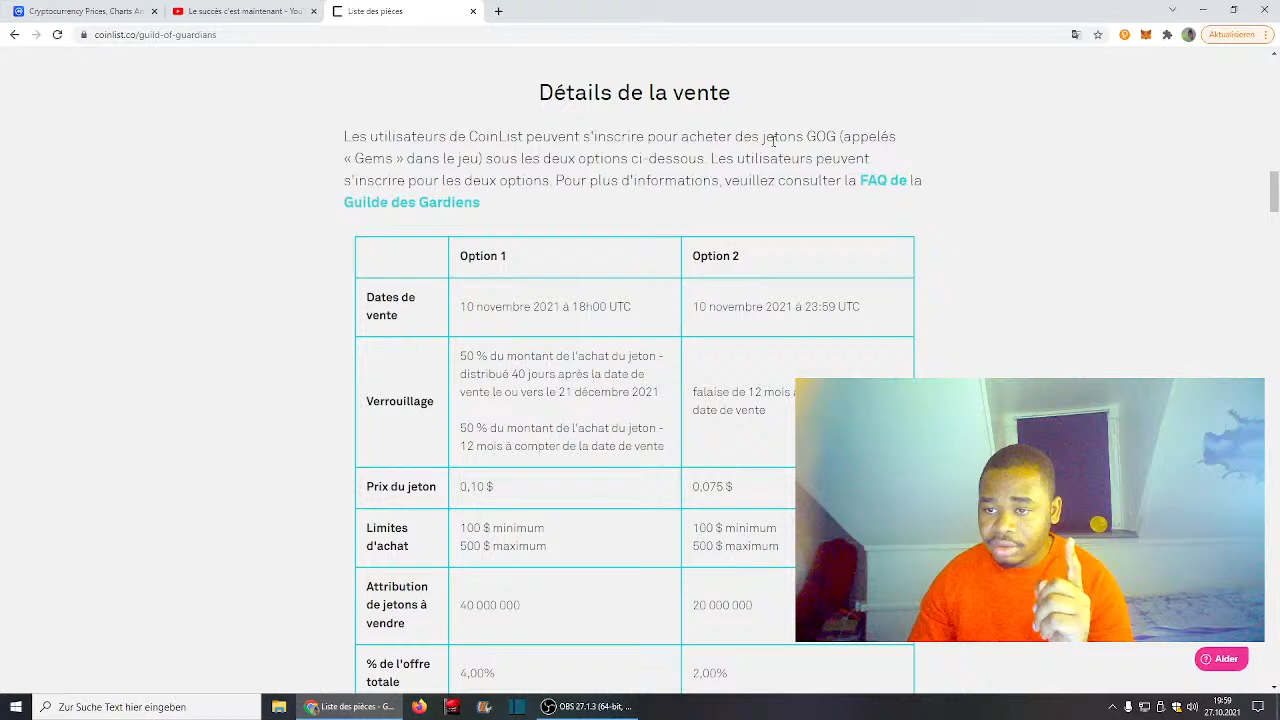 Cryptocurrency Prices, Charts An
Le succès c'est maintenant - You
Liste des pièces
coinlist.co/guild-of-guardians
Aktualisieren
Détails de la vente
Les utilisateurs de CoinList peuvent s'inscrire pour acheter des jetons GOG (appelés
« Gems » dans le jeu) sous les deux options ci-dessous. Les utilisateurs peuvent
s'inscrire pour les deux options. Pour plus d'informations, veuillez consulter la FAQ de la
Guilde des Gardiens
Option 1
Option 2
Dates de
vente
10 novembre 2021 à 18h00 UTC
10 novembre 2021 à 23:59 UTC
Verrouillage
50 % du montant de l'achat du jeton -
distribué 40 jours après la date de
vente le ou vers le 21 décembre 2021
50 % du montant de l'achat du jeton -
12 mois à compter de la date de vente
falaise de 12 mois
date de vente
Prix du jeton
0,10 $
0,075 $
Limites
d'achat
100 $ minimum
500 $ maximum
100 $ minimum
500 $ maximum
Attribution
de jetons à
vendre
40 000 000
20 000 000
% de l'offre
totale
4,00%
2,00%
Alder
Zur Suche Text hier eingeben
Liste des pièces - G...
OBS 27.1.3 (64-b...
19:59
27.10.2021